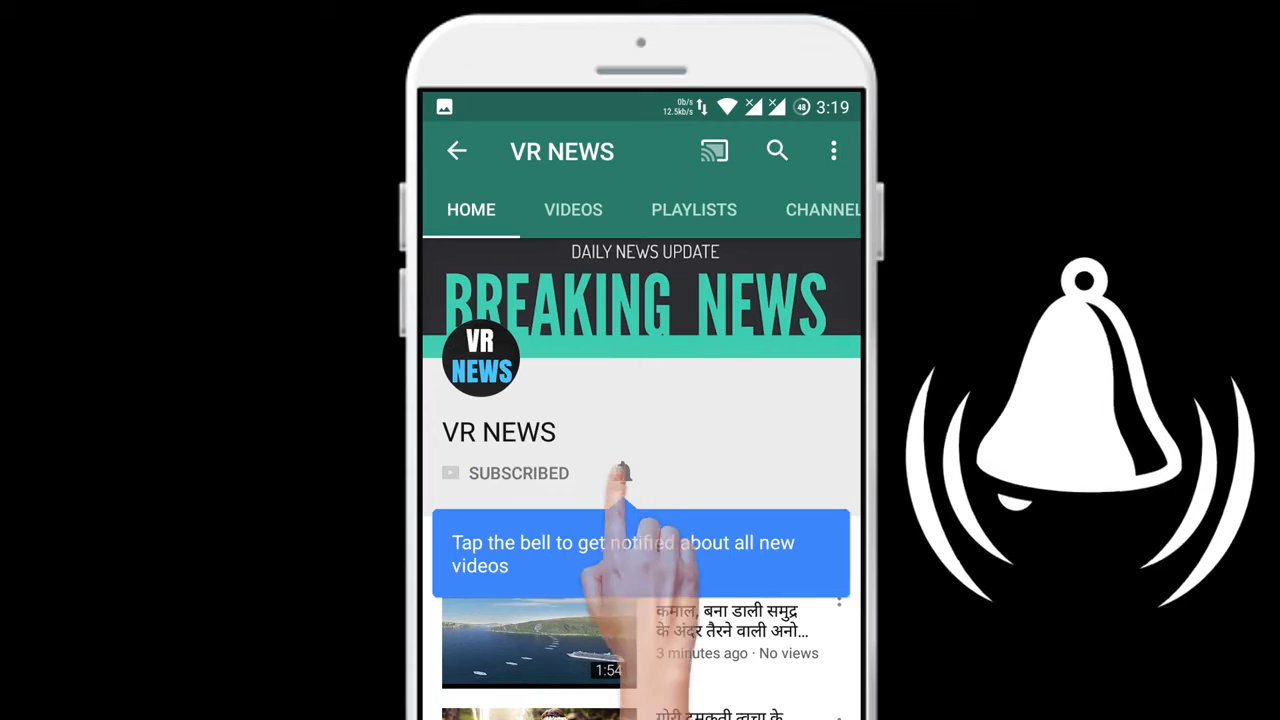 0b/s
12.5kb/s
48
3:19
VR NEWS
HOME VIDEOS PLAYLISTS CHANNEL
DAILY NEWS UPDATE
BREAKING NEWS
VR
NEWS
VR NEWS
SUBSCRIBED
Tap the bell to get notified about all new
videos
कमाल, बना डाली समुद्र
के अंदर तैरने वाली अनो...
3 minutes ago · No views
1:54
गोरी दमकती त्वचा के